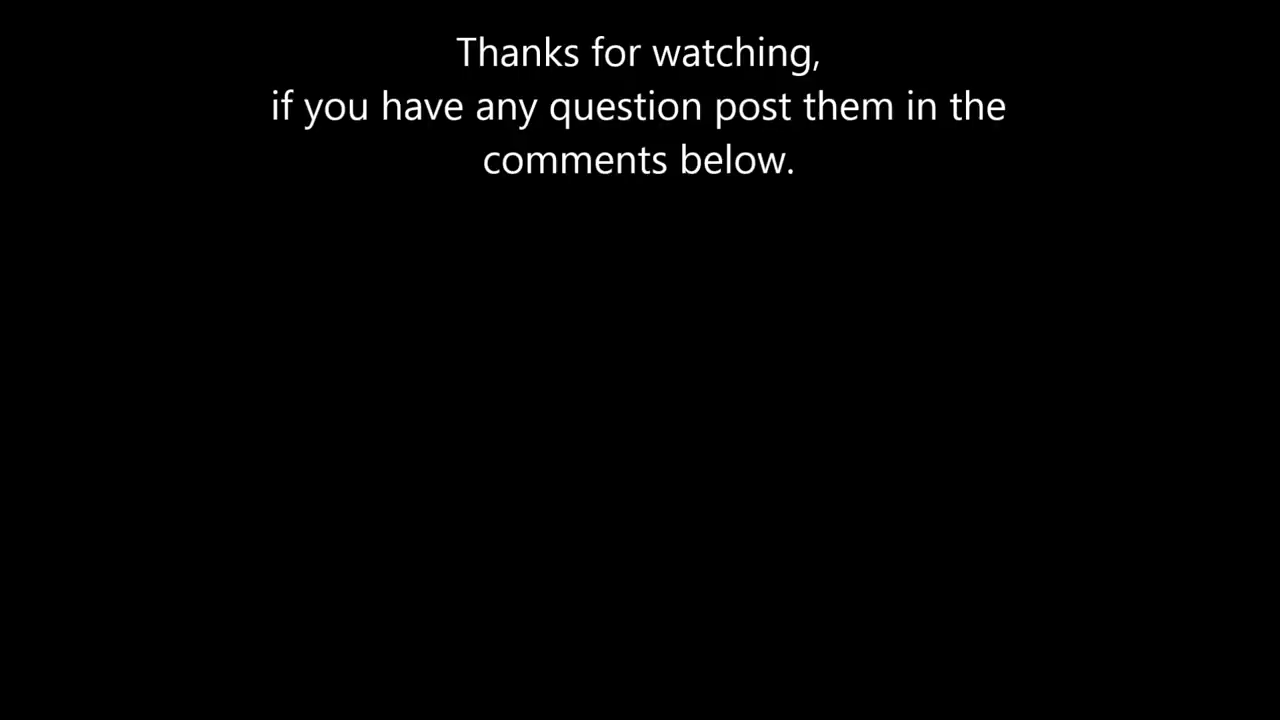 Thanks for watching,
if you have any question post them in the
comments below.